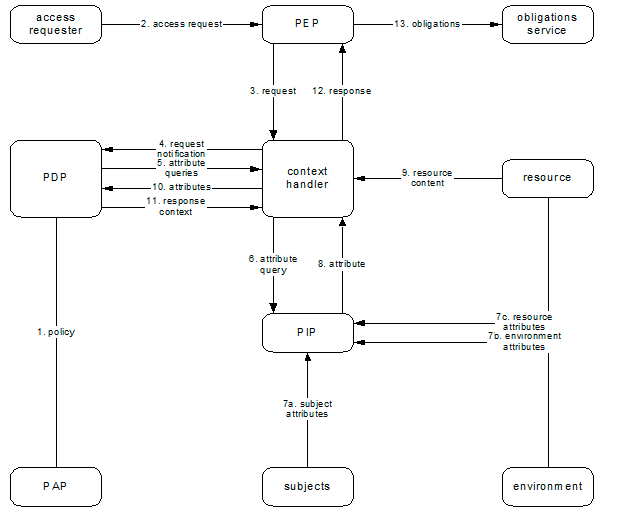 access
requester
2. access request
PEP
13. obligations
obligations
service
3. request
12. response
4. request
notification
5. attribute
queries
10. attributes
11. response
context
PDP
context
handler
9. resource
content
resource
6. attribute
query
8. attribute
1. policy
PIP
7c. resource
attributes
7b. environment
attributes
7a. subject
attributes
PAP
subjects
environment